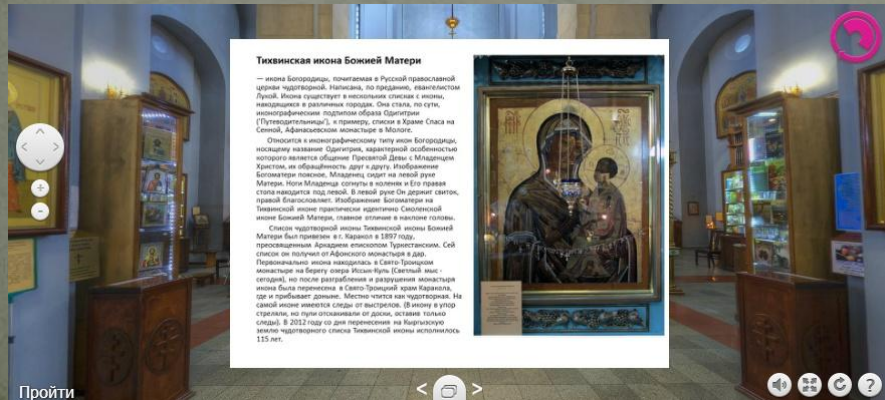 Тихвинская икона Божией Матери
— икона Богородицы, почитаемая в Русской православной
церкви чудотворной. Написана, по преданию, евангелистом
Лукой. Икона существует в нескольких списках с иконы,
находящихся в различных городах. Она стала, по сути,
иконографическим подтипом образа Одигитрии
('Путеводительницы'), к примеру, списки в Храме Спаса на
Сенной, Афанасьевском монастыре в Мологе.
Относится к иконографическому типу икон Богородицы,
носящему название Одигитрия, характерной особенностью
которого является общение Пресвятой Девы с Младенцем
Христом, их обращённость друг к другу. Изображение
Богоматери поясное, Младенец сидит на левой руке
Матери. Ноги Младенца согнуты в коленях и Его правая
стопа находится под левой. В левой руке Он держит свиток,
правой благословляет. Изображение Богоматери на
Тихвинской иконе практически идентично Смоленской
иконе Божией Матери, главное отличие в наклоне головы.
Список чудотворной иконы Тихвинской иконы Божьей
Матери был привезен в г. Каракол в 1897 году,
преосвященным Аркадием епископом Туркестанским. Сей
список он получил от Афонского монастыря в дар.
Первоначально икона находилась в Свято-Троицком
монастыре на берегу озера Иссык-Куль (Светлый мыс -
сегодня), но после разграбления и разрушения монастыря
икона была перенесена в Свято-Троицкий храм Каракола,
где и прибывает доныне. Местно чтится как чудотворная. На
самой иконе имеются следы от выстрелов. (В икону в упор
стреляли, но пули отскакивали от доски, оставив только
следы). В 2012 году со дня перенесения на Кыргызскую
землю чудотворного списка Тихвинской иконы исполнилось
115 лет.
Пройти